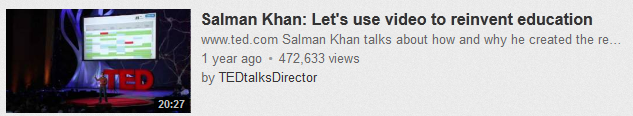 Salman Khan: Let's use video to reinvent education
www.ted.com Salman Khan talks about how and why he created the re...
1 year ago • 472,633 views
by TEDtalksDirector
TED
20:27